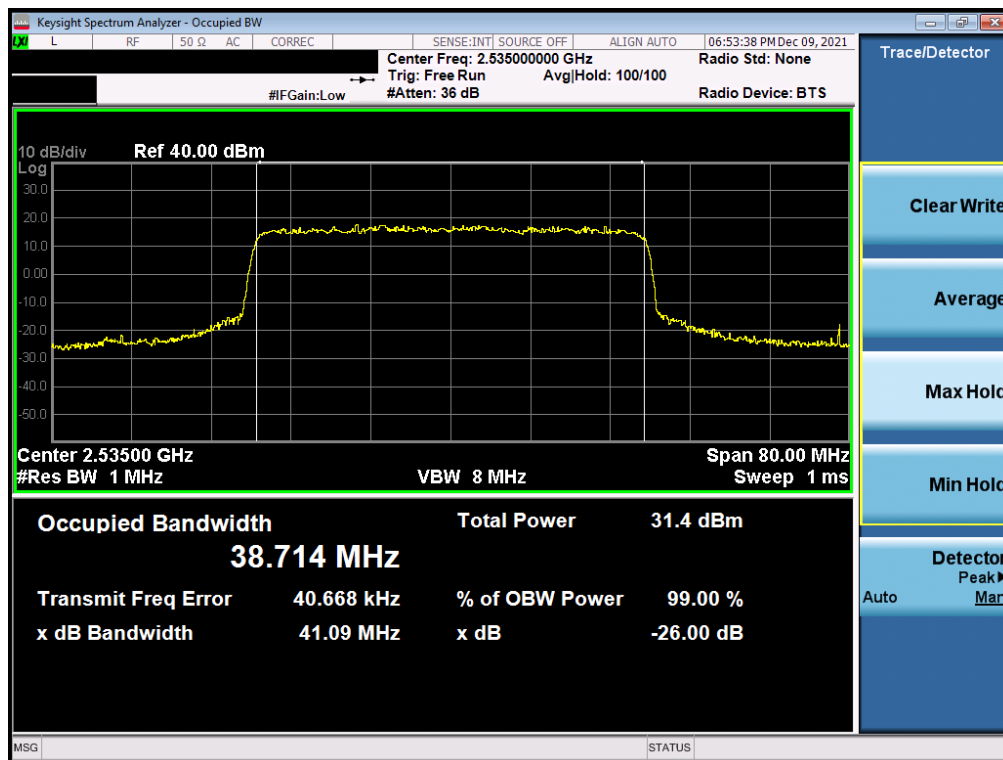 Keysight Spectrum Analyzer - Occupied BW
LXI L RF 50 Ω AC CORREC SENSE:INT SOURCE OFF ALIGN AUTO 06:53:38 PM Dec 09, 2021
Center Freq: 2.535000000 GHz Radio Std: None
Trig: Free Run Avg|Hold: 100/100
#IFGain:Low #Atten: 36 dB Radio Device: BTS
Trace/Detector
10 dB/div Ref 40.00 dBm
Log
30.0
20.0
10.0
0.00
-10.0
-20.0
-30.0
-40.0
-50.0
Center 2.53500 GHz Span 80.00 MHz
#Res BW 1 MHz VBW 8 MHz Sweep 1 ms
Occupied Bandwidth Total Power 31.4 dBm
38.714 MHz
Transmit Freq Error 40.668 kHz % of OBW Power 99.00 %
x dB Bandwidth 41.09 MHz x dB -26.00 dB
Clear Write
Average
Max Hold
Min Hold
Detector
Peak
Auto Man
MSG STATUS